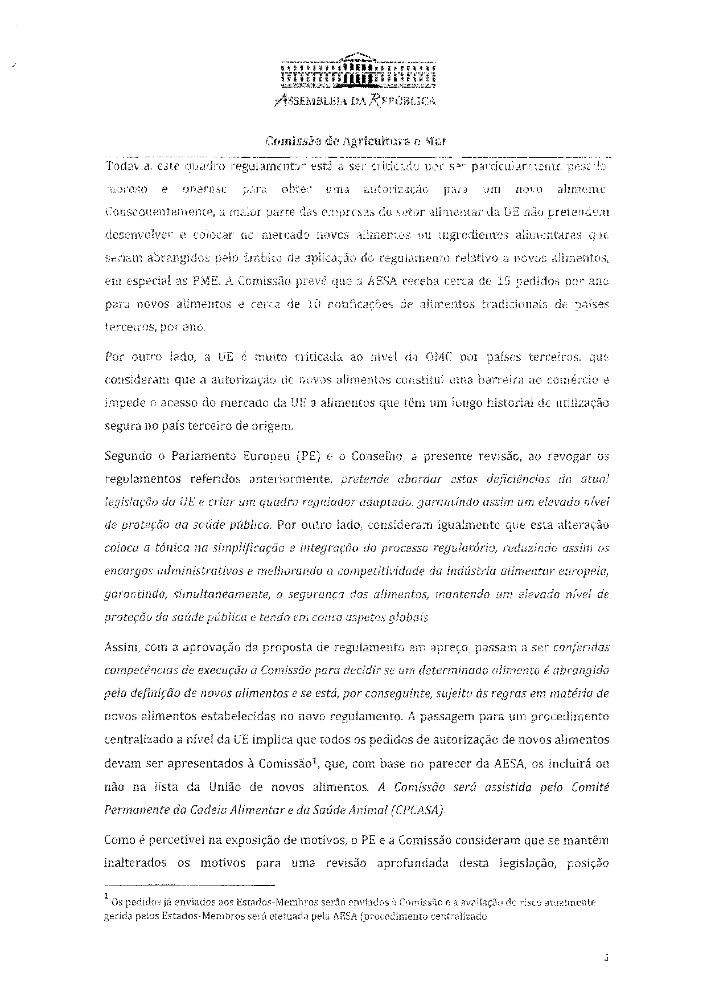 ASSEMBLEIA DA REPÚBLICA
Comissão de Agricultura e Mar
Todavia, este quadro regulamentar está a ser criticado por ser particularmente pesado
moroso e oneroso para obter uma autorização para um novo alimento
Consequentemente, a maior parte das empresas do setor alimentar da UE não pretendem
desenvolver e colocar no mercado novos alimentos ou ingredientes alimentares que
seriam abrangidos pelo âmbito de aplicação do regulamento relativo a novos alimentos,
em especial as PME. A Comissão prevê que a AESA receba cerca de 15 pedidos por ano
para novos alimentos e cerca de 10 notificações de alimentos tradicionais de países
terceiros, por ano.
Por outro lado, a UE é muito criticada ao nível da OMC por países terceiros, que
consideram que a autorização de novos alimentos constitui uma barreira ao comércio e
impede o acesso do mercado da UE a alimentos que têm um longo historial de utilização
segura no país terceiro de origem.
Segundo o Parlamento Europeu (PE) e o Conselho, a presente revisão, ao revogar os
regulamentos referidos anteriormente, pretende abordar estas deficiências da atual
legislação da UE e criar um quadro regulador adaptado, garantindo assim um elevado nível
de proteção da saúde pública. Por outro lado, consideram igualmente que esta alteração
coloca a tónica na simplificação e integração do processo regulatório, reduzindo assim os
encargos administrativos e melhorando a competitividade da indústria alimentar europeia,
garantindo, simultaneamente, a segurança dos alimentos, mantendo um elevado nível de
proteção da saúde pública e tendo em conta aspetos globais
Assim, com a aprovação da proposta de regulamento em apreço, passam a ser conferidas
competências de execução à Comissão para decidir se um determinado alimento é abrangido
pela definição de novos alimentos e se está, por conseguinte, sujeito às regras em matéria de
novos alimentos estabelecidas no novo regulamento. A passagem para um procedimento
centralizado a nível da UE implica que todos os pedidos de autorização de novos alimentos
devam ser apresentados à Comissão¹, que, com base no parecer da AESA, os incluirá ou
não na lista da União de novos alimentos. A Comissão será assistida pelo Comité
Permanente da Cadeia Alimentar e da Saúde Animal (CPCASA).
Como é percetível na exposição de motivos, o PE e a Comissão consideram que se mantêm
inalterados os motivos para uma revisão aprofundada desta legislação, posição
¹ Os pedidos já enviados aos Estados-Membros serão enviados à Comissão e a avaliação de risco atualmente
gerida pelos Estados-Membros será efetuada pela AESA (procedimento centralizado